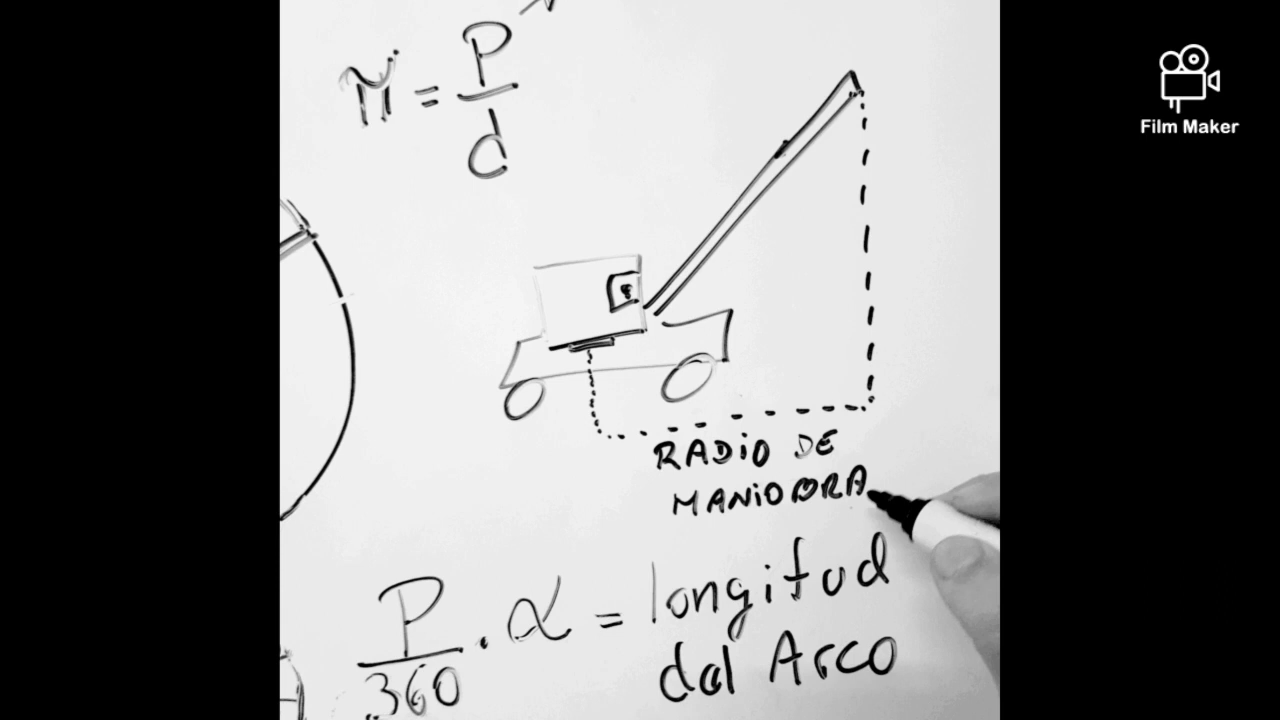 π = P
d
Film Maker
RADIO DE
MANIOBRA
P/360 · α = longitud
del Arco